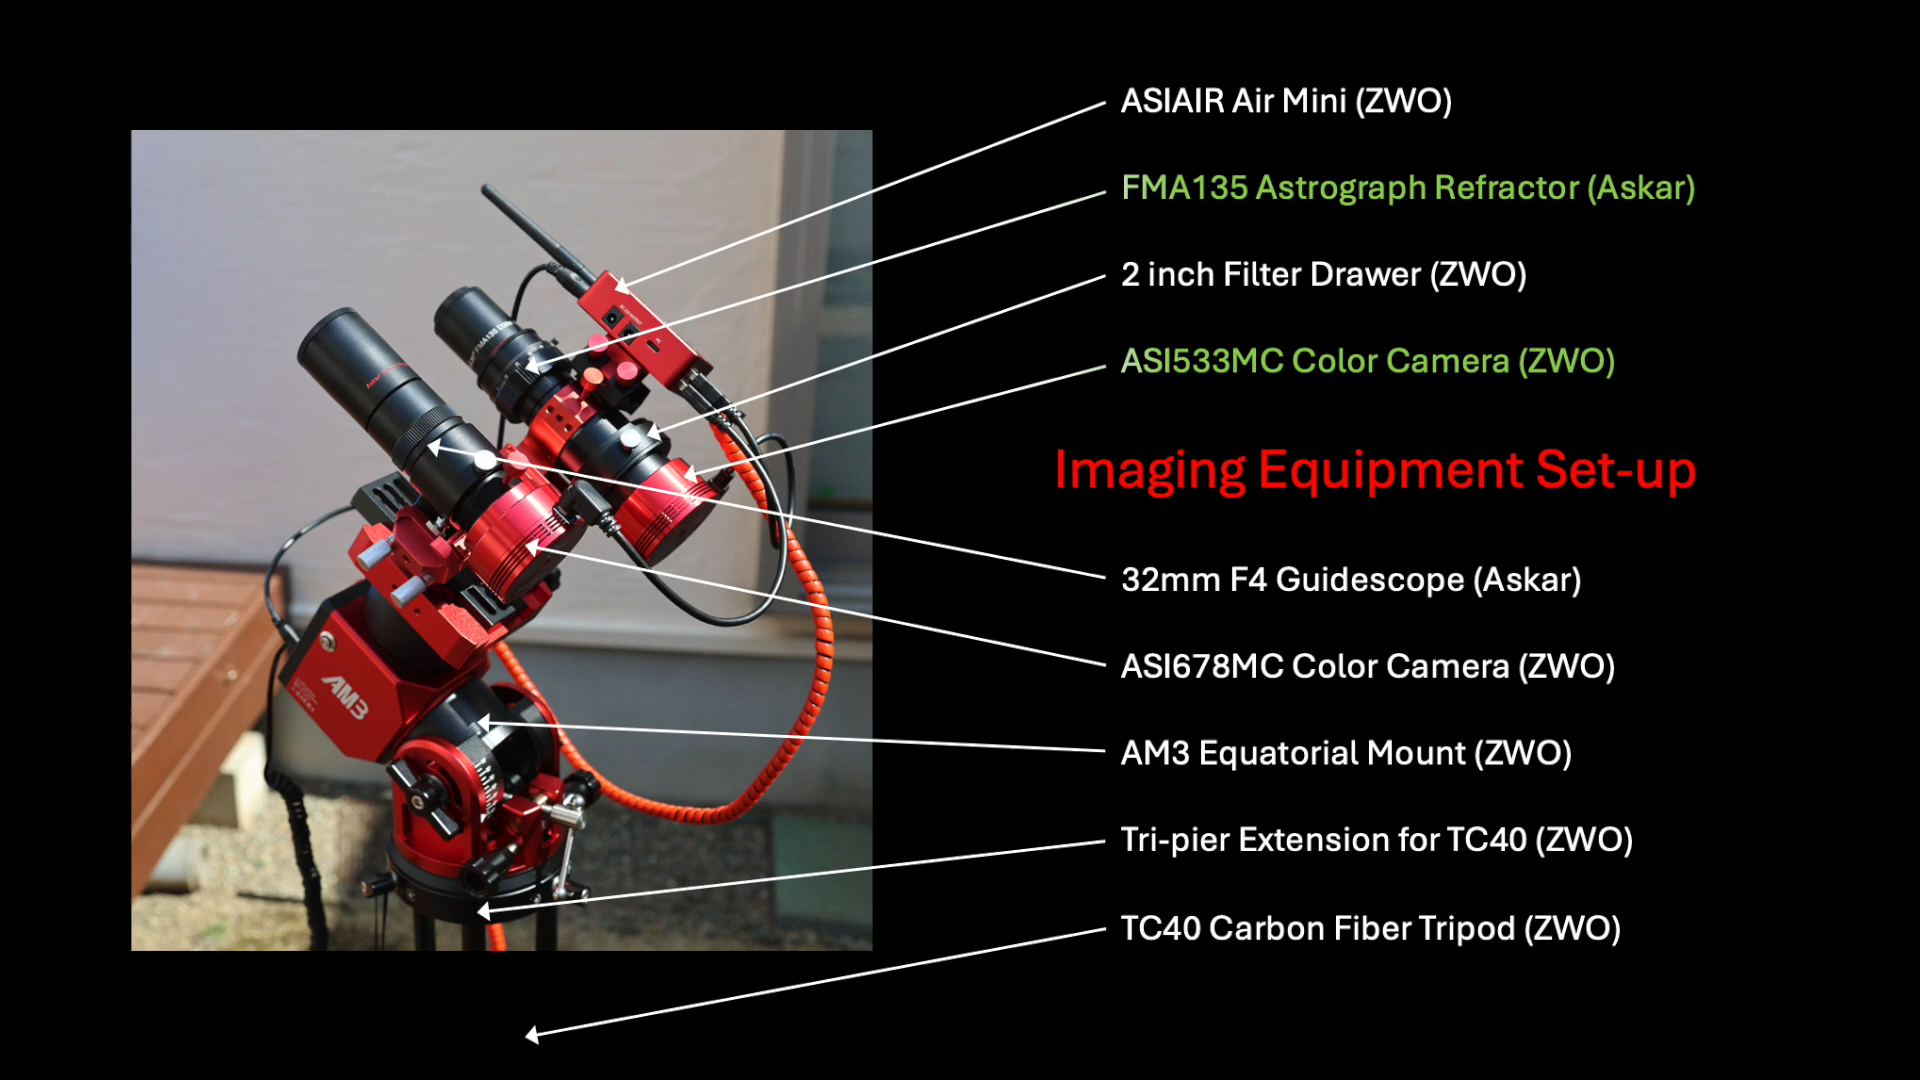 ASIAIR Air Mini (ZWO)
FMA135 Astrograph Refractor (Askar)
2 inch Filter Drawer (ZWO)
ASI533MC Color Camera (ZWO)
Imaging Equipment Set-up
32mm F4 Guidescope (Askar)
ASI678MC Color Camera (ZWO)
AM3 Equatorial Mount (ZWO)
Tri-pier Extension for TC40 (ZWO)
TC40 Carbon Fiber Tripod (ZWO)
FMA135
Askar
AM3